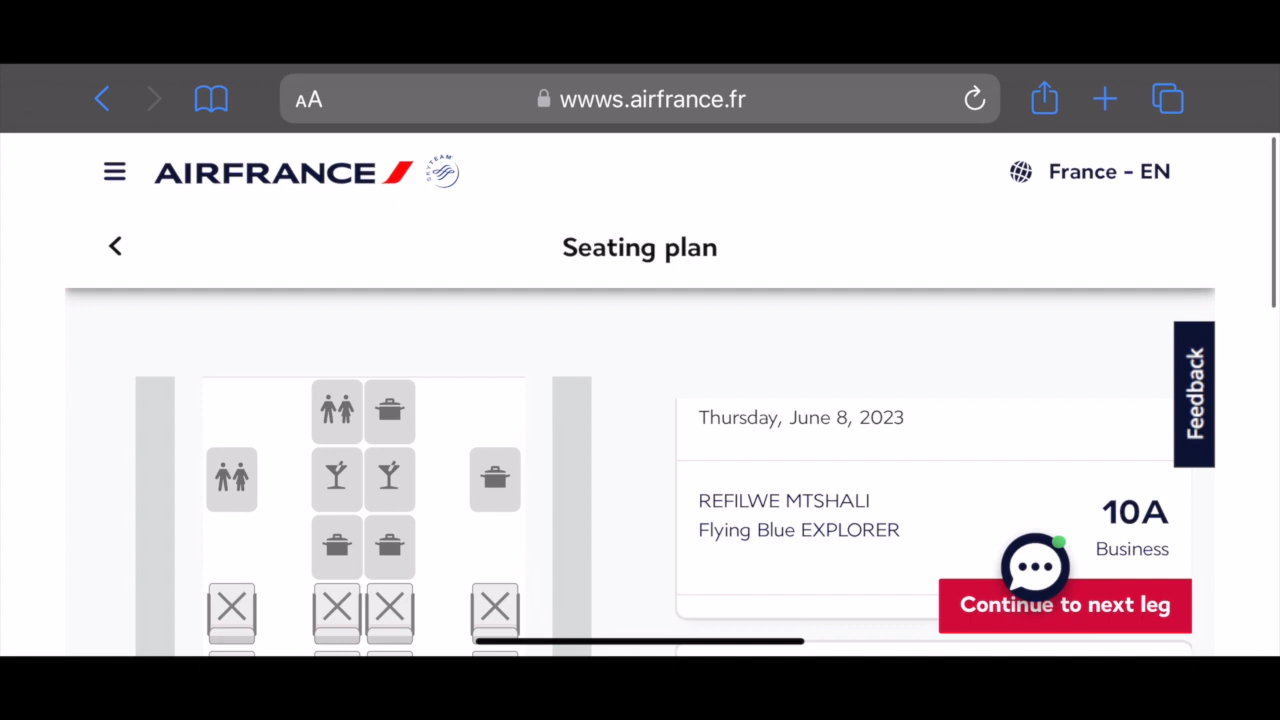 AA
wwws.airfrance.fr
AIRFRANCE
SKYTEAM
France - EN
Seating plan
Feedback
Thursday, June 8, 2023
REFILWE MTSHALI
Flying Blue EXPLORER
10A
Business
Continue to next leg